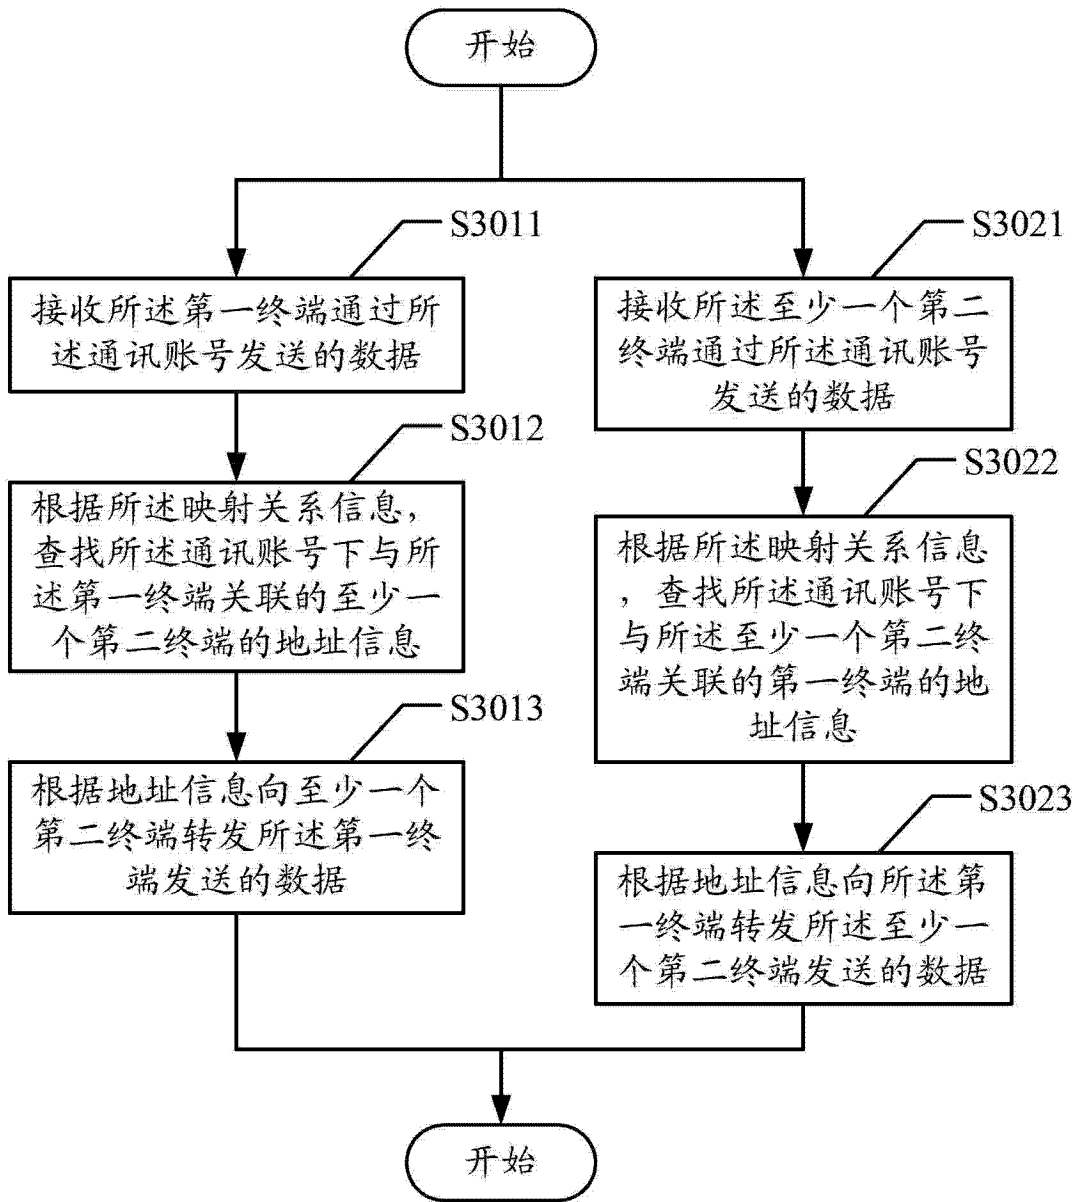 开始
S3011
接收所述第一终端通过所
述通讯账号发送的数据
S3012
根据所述映射关系信息，
查找所述通讯账号下与所
述第一终端关联的至少一
个第二终端的地址信息
S3013
根据地址信息向至少一个
第二终端转发所述第一终
端发送的数据
S3021
接收所述至少一个第二
终端通过所述通讯账号
发送的数据
S3022
根据所述映射关系信息
，查找所述通讯账号下
与所述至少一个第二终
端关联的第一终端的地
址信息
S3023
根据地址信息向所述第
一终端转发所述至少一
个第二终端发送的数据
开始